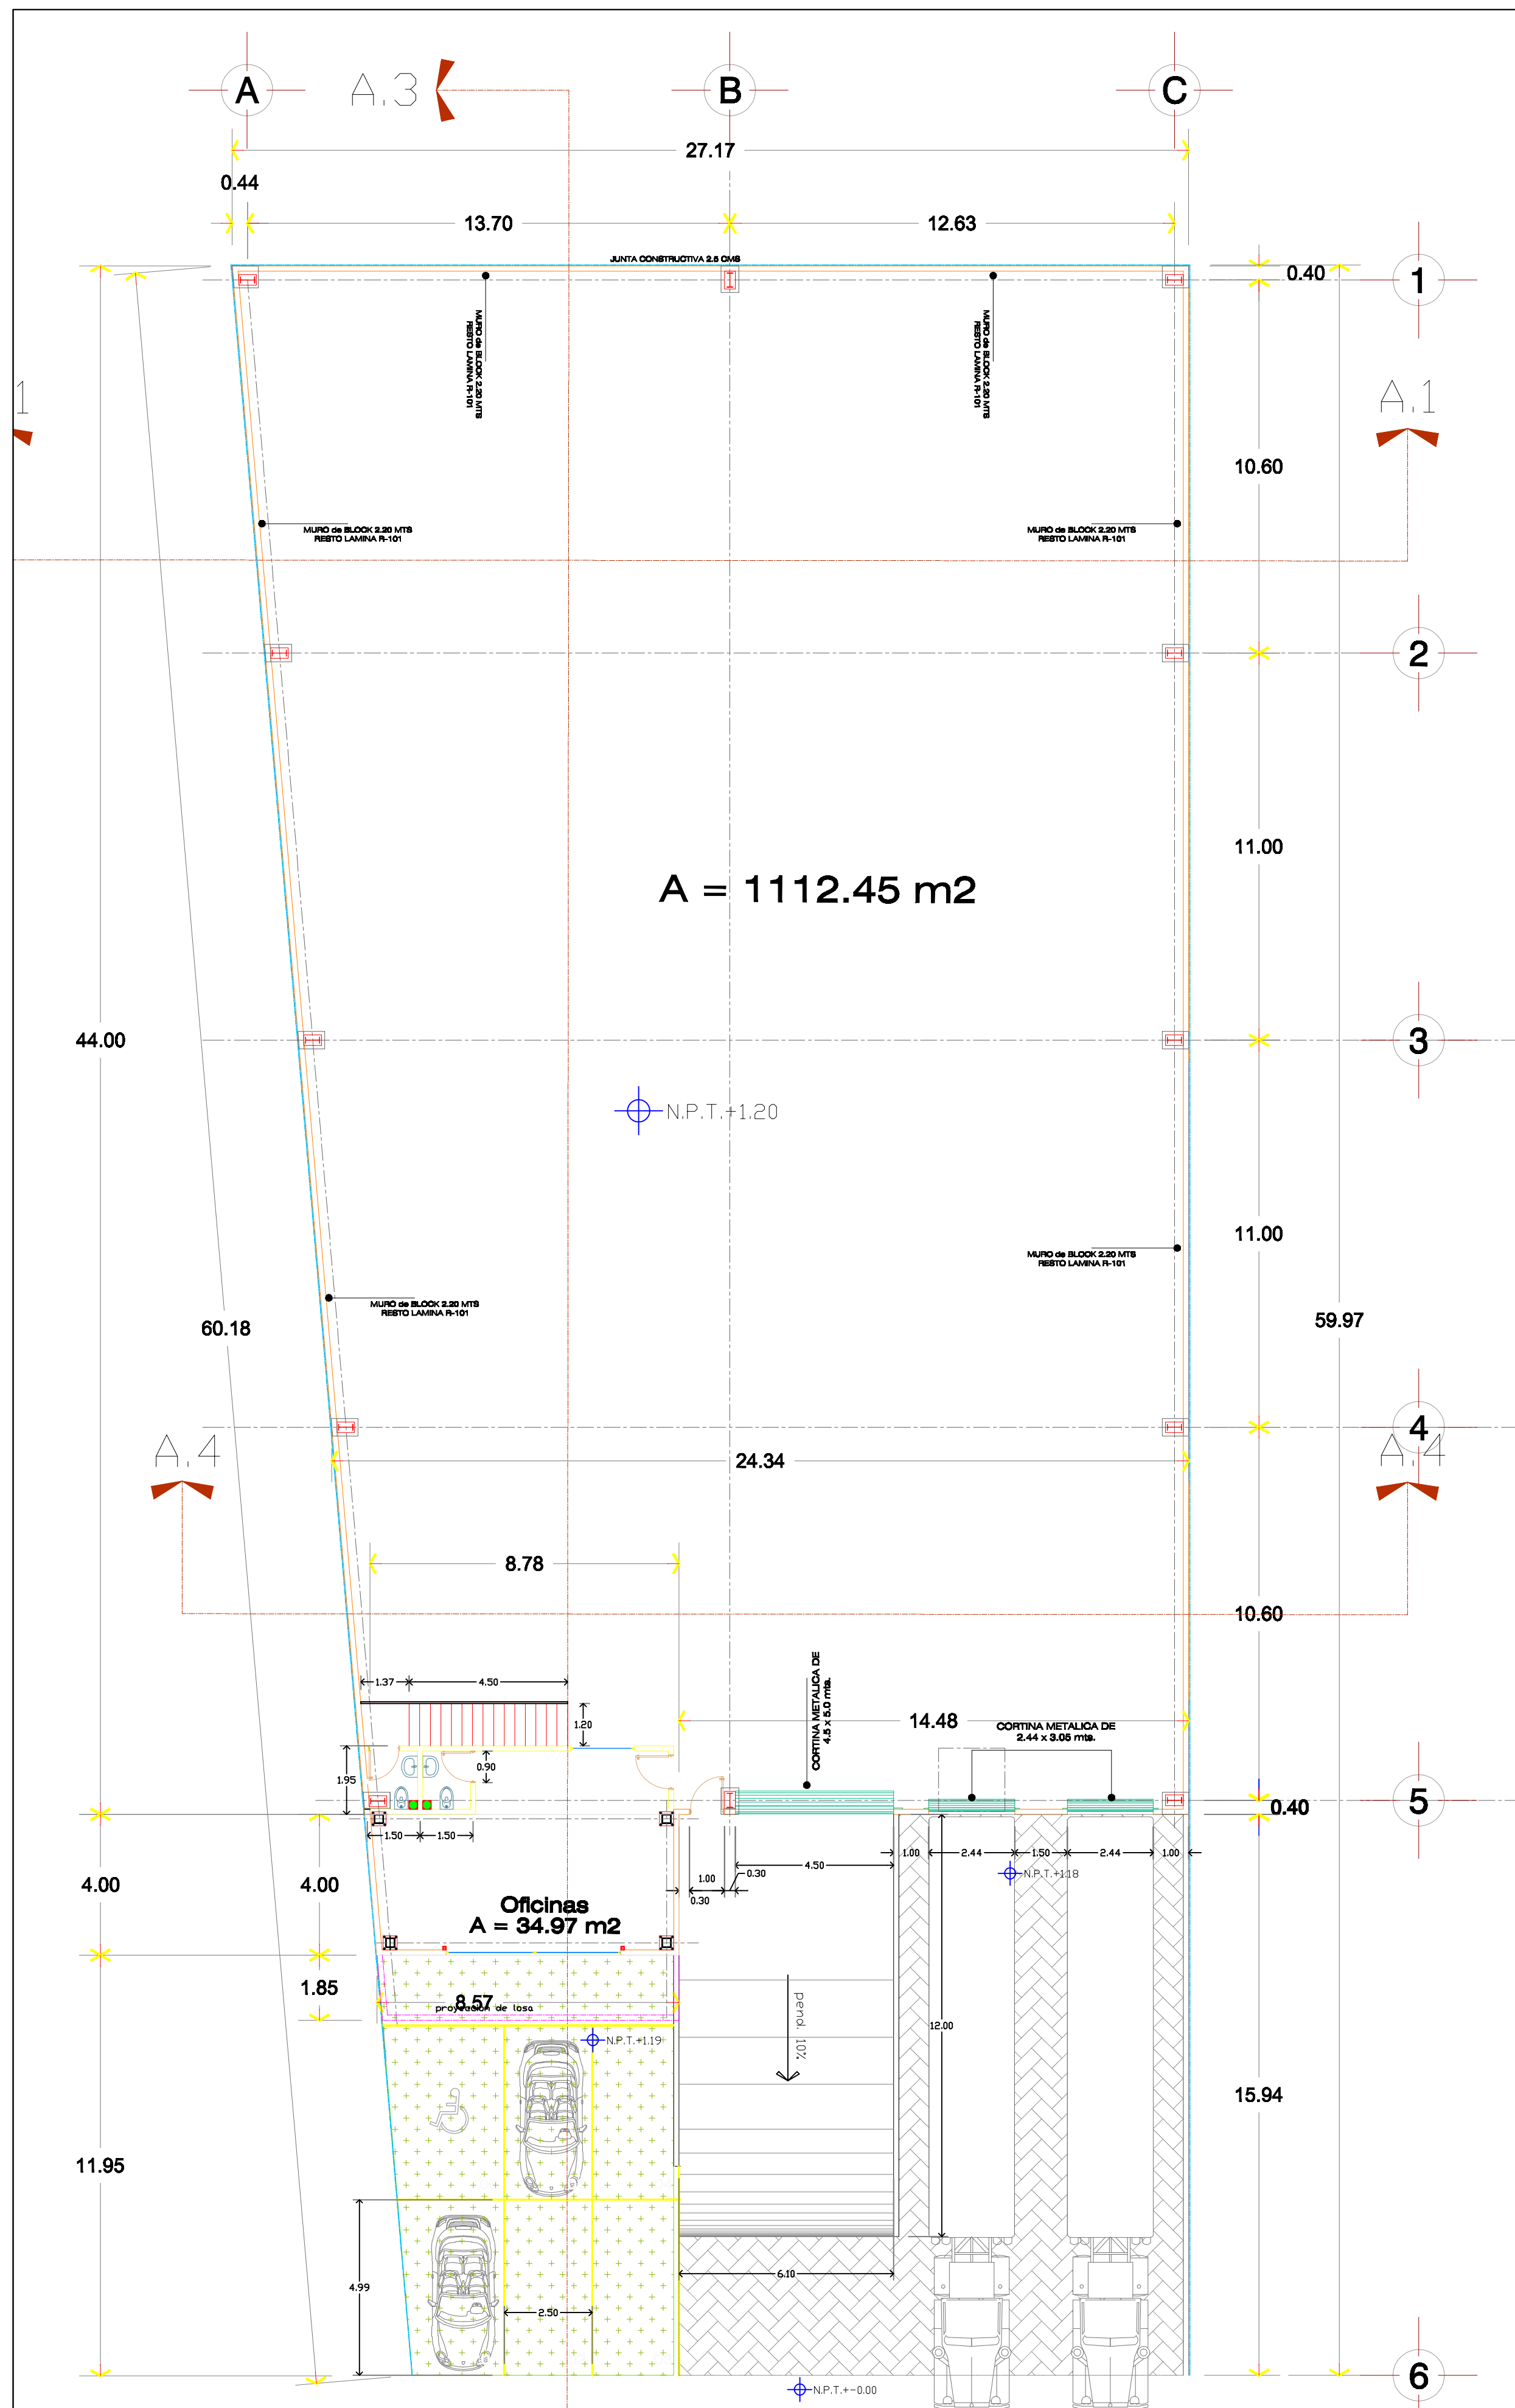 A
A.3
B
C
27.17
0.44
13.70
12.63
JUNTA CONSTRUCTIVA 2.5 CMS
0.40
1
MURO de BLOCK 2.20 MTS
RESTO LAMINA R-101
MURO de BLOCK 2.20 MTS
RESTO LAMINA R-101
1
A.1
10.60
MURO de BLOCK 2.20 MTS
RESTO LAMINA R-101
MURO de BLOCK 2.20 MTS
RESTO LAMINA R-101
2
11.00
A = 1112.45 m2
44.00
3
N.P.T.+1.20
11.00
MURO de BLOCK 2.20 MTS
RESTO LAMINA R-101
MURO de BLOCK 2.20 MTS
RESTO LAMINA R-101
60.18
59.97
4
A.4
A.4
24.34
8.78
10.60
1.37
4.50
CORTINA METALICA DE
4.5 x 5.0 mts.
14.48
CORTINA METALICA DE
2.44 x 3.05 mts.
1.20
0.90
1.95
5
0.40
1.50
1.50
4.50
1.00
2.44
1.50
2.44
1.00
N.P.T.+1.18
1.00
0.30
0.30
4.00
4.00
Oficinas
A = 34.97 m2
1.85
8.57
proyección de losa
N.P.T.+1.19
pend. 10%
12.00
15.94
11.95
4.99
6.10
2.50
6
N.P.T.+-0.00